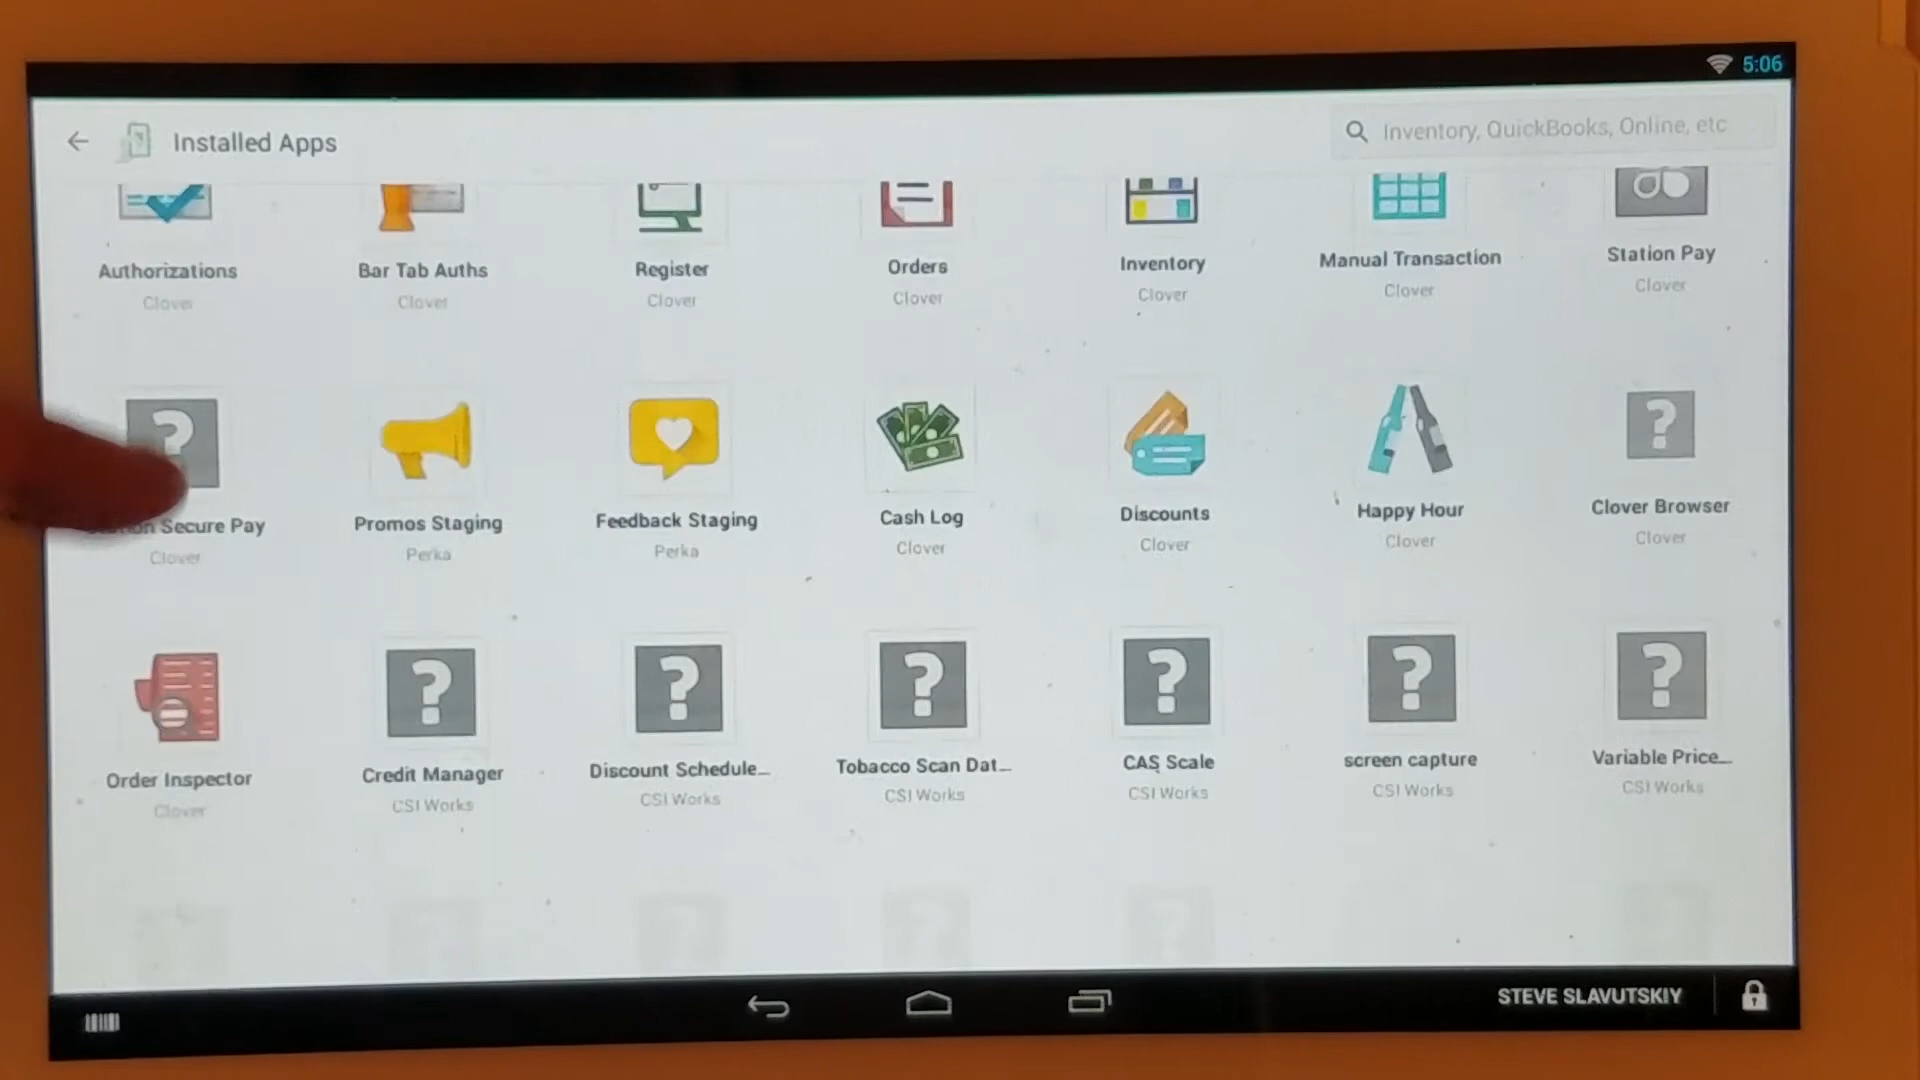 5:06
Installed Apps
Inventory, QuickBooks, Online, etc
Authorizations
Clover
Bar Tab Auths
Clover
Register
Clover
Orders
Clover
Inventory
Clover
Manual Transaction
Clover
Station Pay
Clover
Secure Pay
Clover
Promos Staging
Perka
Feedback Staging
Perka
Cash Log
Clover
Discounts
Clover
Happy Hour
Clover
Clover Browser
Clover
Order Inspector
Clover
Credit Manager
CSI Works
Discount Schedule...
CSI Works
Tobacco Scan Dat...
CSI Works
CAS Scale
CSI Works
screen capture
CSI Works
Variable Price...
CSI Works
STEVE SLAVUTSKIY